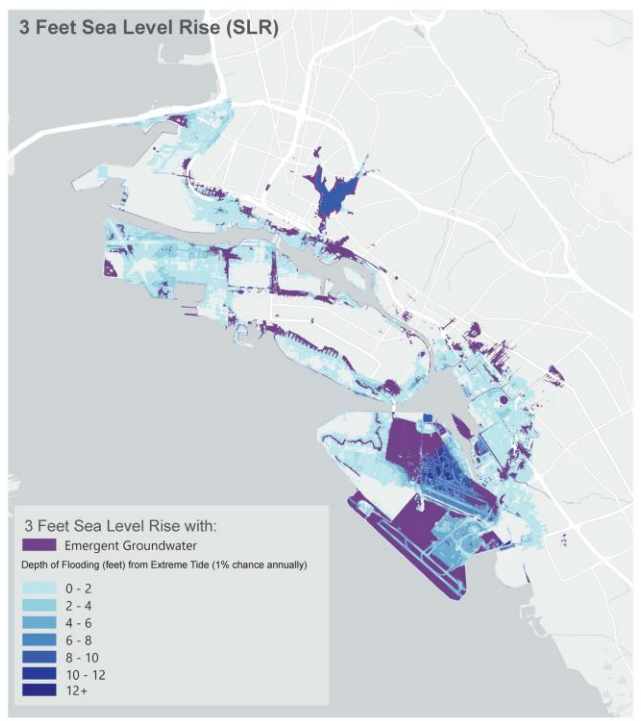 3 Feet Sea Level Rise (SLR)
3 Feet Sea Level Rise with:
Emergent Groundwater
Depth of Flooding (feet) from Extreme Tide (1% chance annually)
0 - 2
2 - 4
4 - 6
6 - 8
8 - 10
10 - 12
12+